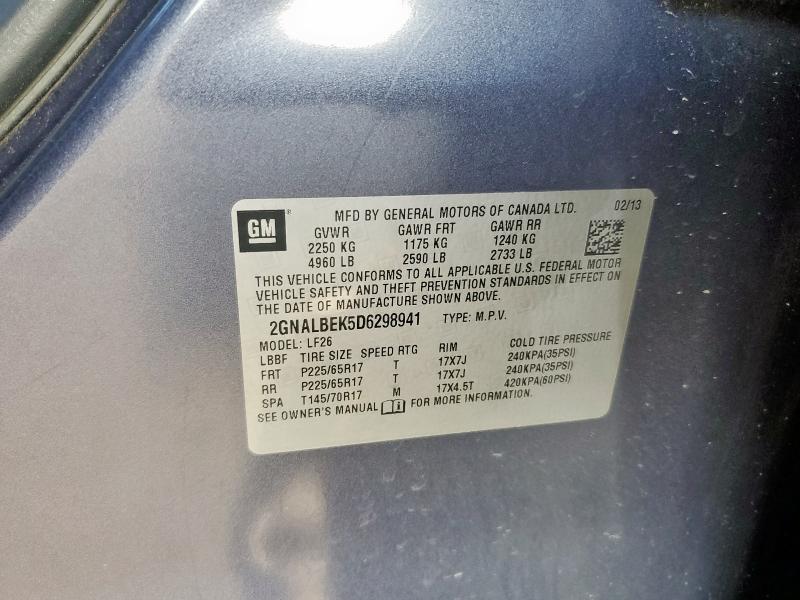 GM ® MFD BY GENERAL MOTORS OF CANADA LTD. 02/13
GVWR GAWR FRT GAWR RR
2250 KG 1175 KG 1240 KG
4960 LB 2590 LB 2733 LB
THIS VEHICLE CONFORMS TO ALL APPLICABLE U.S. FEDERAL MOTOR
VEHICLE SAFETY AND THEFT PREVENTION STANDARDS IN EFFECT ON
THE DATE OF MANUFACTURE SHOWN ABOVE.
2GNALBEK5D6298941 TYPE: M.P.V.
MODEL: LF26
LBBF TIRE SIZE SPEED RTG RIM COLD TIRE PRESSURE
FRT P225/65R17 T 17X7J 240KPA(35PSI)
RR P225/65R17 T 17X7J 240KPA(35PSI)
SPA T145/70R17 M 17X4.5T 420KPA(60PSI)
SEE OWNER'S MANUAL FOR MORE INFORMATION.